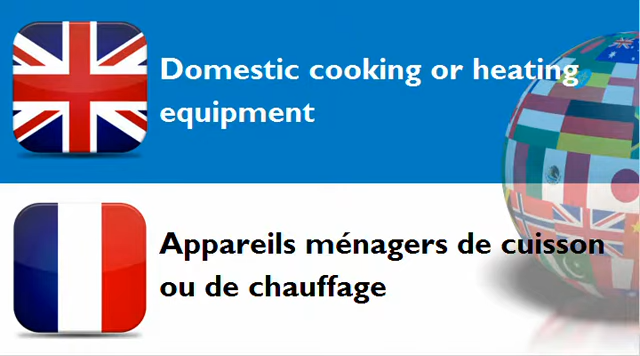 Domestic cooking or heating
equipment
Appareils ménagers de cuisson
ou de chauffage